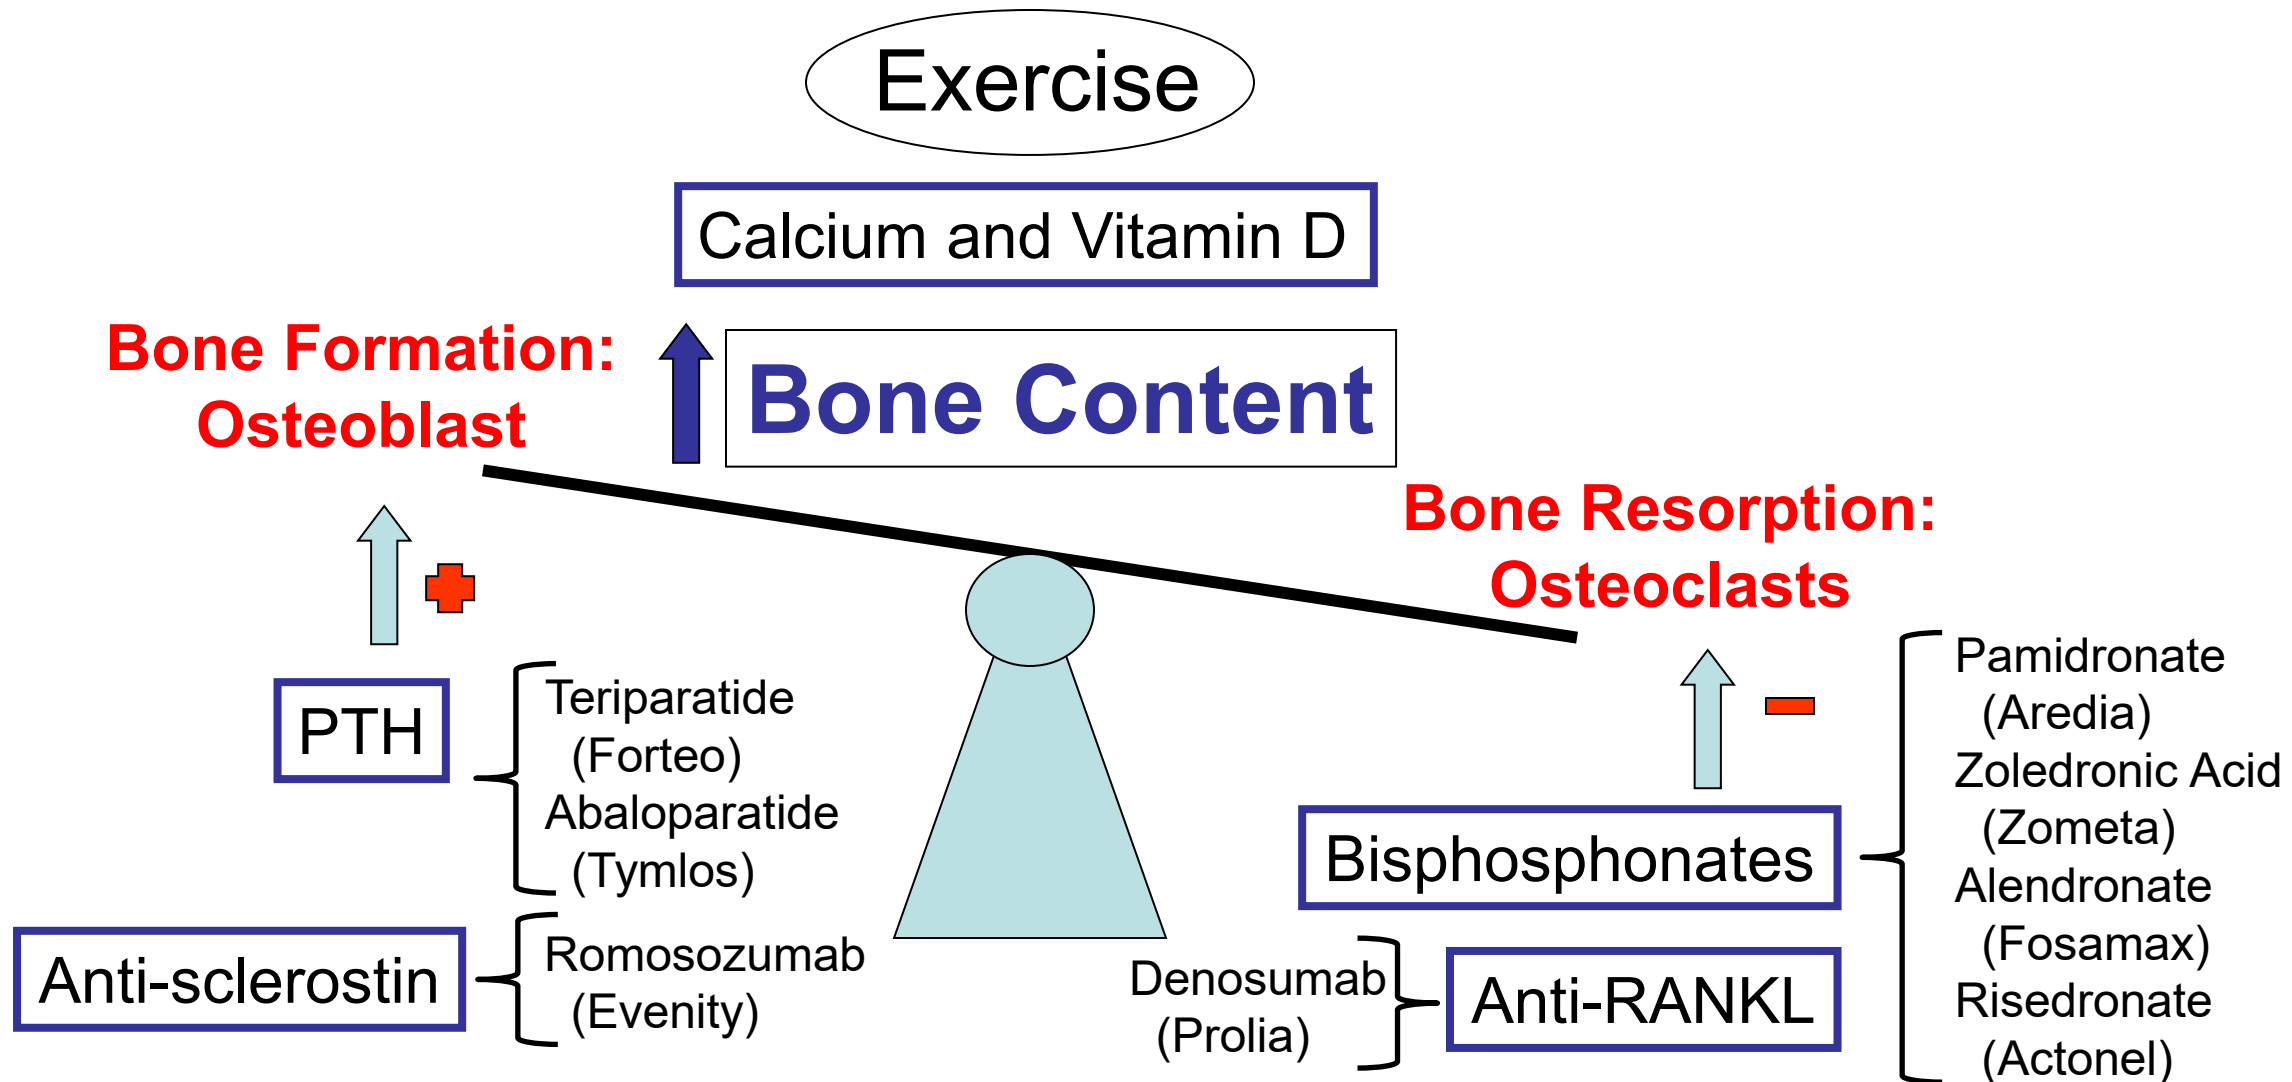 Exercise
Calcium and Vitamin D
Bone Content
Bone Formation:
Osteoblast
PTH
Teriparatide
(Forteo)
Abaloparatide
(Tymlos)
Anti-sclerostin
Romosozumab
(Evenity)
Bone Resorption:
Osteoclasts
Bisphosphonates
Pamidronate
(Aredia)
Zoledronic Acid
(Zometa)
Alendronate
(Fosamax)
Risedronate
(Actonel)
Denosumab
(Prolia)
Anti-RANKL